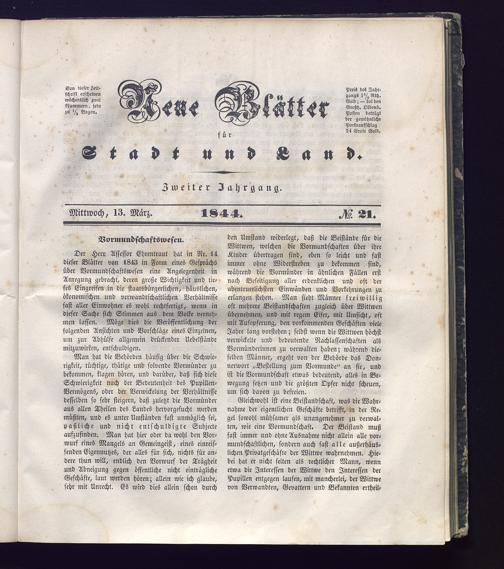 Von dieser Zeit-
schrift erscheinen
wöchentlich zwei
Nummern, jede
zu ½ Bogen.
Neue Blätter
für
Stadt und Land.
Preis des Jahr-
gangs 1½ Rth.
Gold; — bei den
Großh. Oldenb.
Posten beträgt
der gewöhnliche
Portoaufschlag
24 Grote Gold.
Zweiter Jahrgang.
Mittwoch, 13. März. 1844. № 21.
Vormundschaftswesen.
Der Herr Assessor Ehrentraut hat in Nr. 14
dieser Blätter von 1843 in Form eines Gesprächs
über Vormundschaftswesen eine Angelegenheit in
Anregung gebracht, deren große Wichtigkeit und tie-
fes Eingreifen in die staatsbürgerlichen, häuslichen,
ökonomischen und verwandtschaftlichen Verhältnisse
fast aller Einwohner es wohl rechtfertigt, wenn in
dieser Sache sich Stimmen aus dem Volke verneh-
men lassen. Möge dies die Veröffentlichung der
folgenden Ansichten und Vorschläge eines Einzelnen,
um zur Abhülfe allgemein drückender Uebelstände
mitzuwirken, entschuldigen.
Man hat die Behörden häufig über die Schwie-
rigkeit, tüchtige, thätige und solvende Vormünder zu
bekommen, klagen hören, und darüber, daß sich diese
Schwierigkeit nach der Bedeutenheit des Pupillen-
Vermögens, oder der Verwickelung der Verhältnisse
desselben so sehr steigern, daß zuletzt die Vormünder
aus allen Theilen des Landes hervorgesucht werden
müßten, und es unter Umständen fast unmöglich sei,
paßliche und nicht entschuldigte Subjecte
aufzufinden. Man hat hier oder da wohl den Vor-
wurf eines Mangels an Gemeingeist, eines eingrei-
fenden Eigennutzes, der alles für sich, nichts für an-
dere thun will, endlich den Vorwurf der Trägheit
und Abneigung gegen öffentliche nicht einträgliche
Geschäfte, laut werden hören; allein wie ich glaube,
sehr mit Unrecht. Es wird dies allein schon durch
den Umstand widerlegt, daß die Beistände für die
Wittwen, welchen die Vormundschaften über ihre
Kinder übertragen sind, eben so leicht und fast
immer ohne Widerstreben zu bekommen sind,
während die Vormünder in ähnlichen Fällen erst
nach Beseitigung aller erdenklichen und oft der
abentheuerlichsten Einwänden und Vorkehrungen zu
erlangen stehen. Man sieht Männer freiwillig
oft mehrere Beistandschaften zugleich über Wittwen
übernehmen, und mit regem Eifer, mit Umsicht, oft
mit Aufopferung, den vorkommenden Geschäften viele
Jahre lang vorstehen; selbst wenn die Wittwen höchst
verwickelte und bedeutende Nachlassenschaften als
Vormünderinnen zu verwalten haben; während die-
selben Männer, ergeht von der Behörde das Don-
nerwort „Bestellung zum Vormunde“ an sie, und
ist die Vormundschaft etwas bedeutend, alles in Be-
wegung setzen und die größten Opfer nicht scheuen,
um sich davon zu befreien.
Gleichwohl ist eine Beistandschaft, was die Wahr-
nahme der eigentlichen Geschäfte betrifft, in der Re-
gel soviel mühsamer als unangenehmer zu verwal-
ten, wie eine Vormundschaft. Der Beistand muß
fast immer und ohne Ausnahme nicht allein alle vor-
mundschaftlichen, sondern auch fast alle außerhäus-
lichen Privatgeschäfte der Wittwe wahrnehmen. Hie-
bei hat er nicht selten als rechtlicher Mann, wenn
etwa die Interessen der Wittwe den Interessen der
Pupillen entgegen laufen, mit mancherlei, der Wittwe
von Verwandten, Gevattern und Bekannten ertheil-